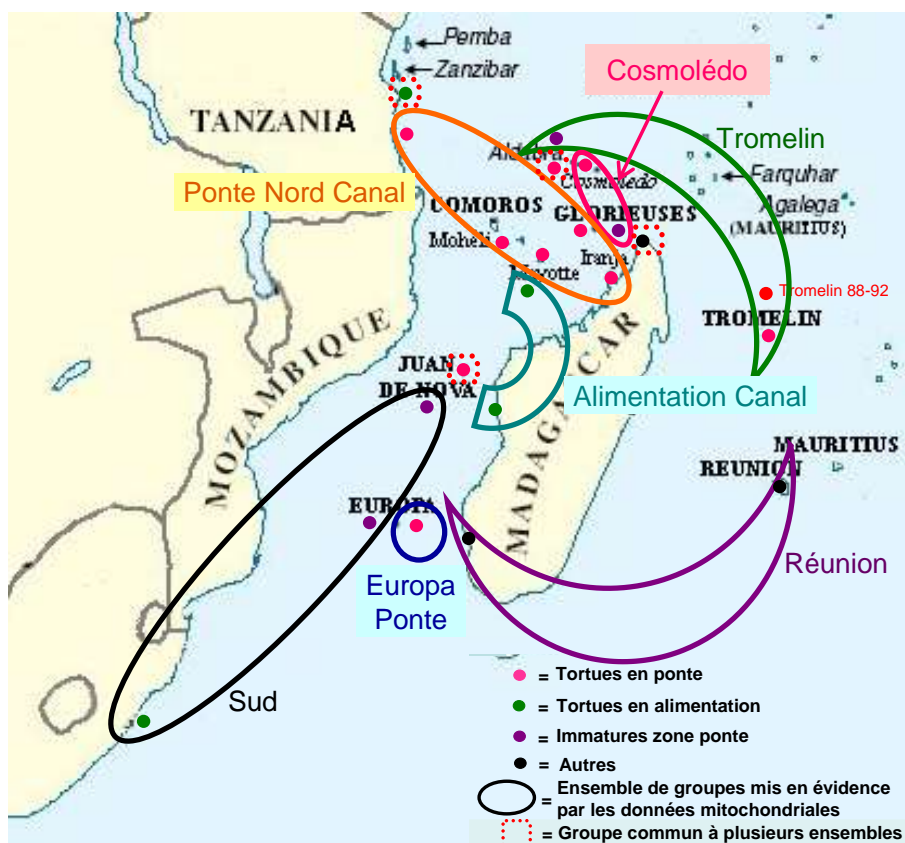 Pemba
Zanzibar
Cosmolédo
TANZANIA
Tromelin
Aldabra
Cosmoledo
Farquhar
Ponte Nord Canal
Agalega
COMOROS
GLORIEUSES
(MAURITIUS)
Moheli
Iranja
Mayotte
Tromelin 88-92
TROMELIN
MOZAMBIQUE
MADAGASCAR
JUAN
DE NOVA
Alimentation Canal
MAURITIUS
REUNION
EUROPA
Réunion
Europa
Ponte
Sud
= Tortues en ponte
= Tortues en alimentation
= Immatures zone ponte
= Autres
= Ensemble de groupes mis en évidence
par les données mitochondriales
= Groupe commun à plusieurs ensembles